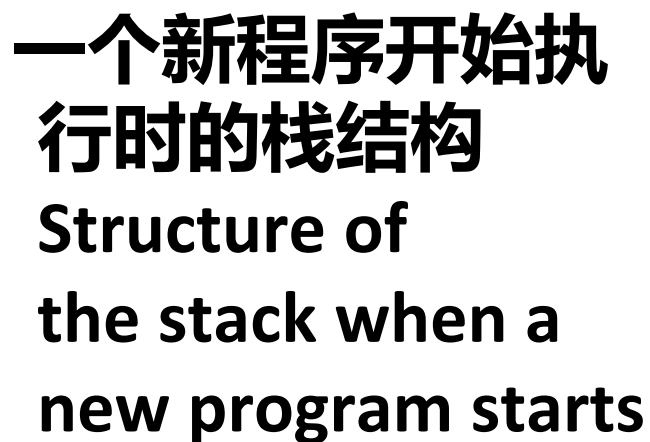 一个新程序开始执
行时的栈结构
Structure of
the stack when a
new program starts